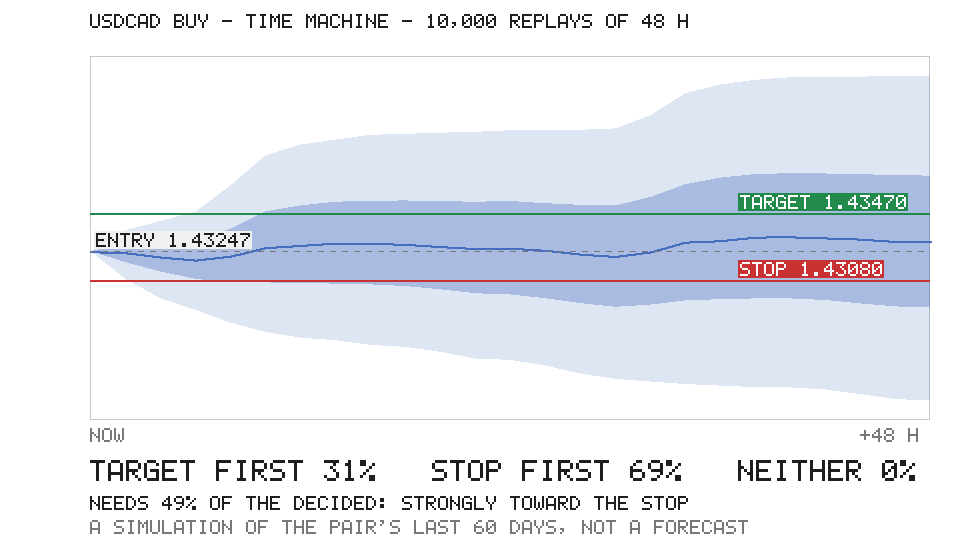 USDCAD BUY - TIME MACHINE - 10,000 REPLAYS OF 48 H
TARGET 1.43470
ENTRY 1.43247
STOP 1.43080
NOW +48 H
TARGET FIRST 31% STOP FIRST 69% NEITHER 0%
NEEDS 49% OF THE DECIDED: STRONGLY TOWARD THE STOP
A SIMULATION OF THE PAIR'S LAST 60 DAYS, NOT A FORECAST